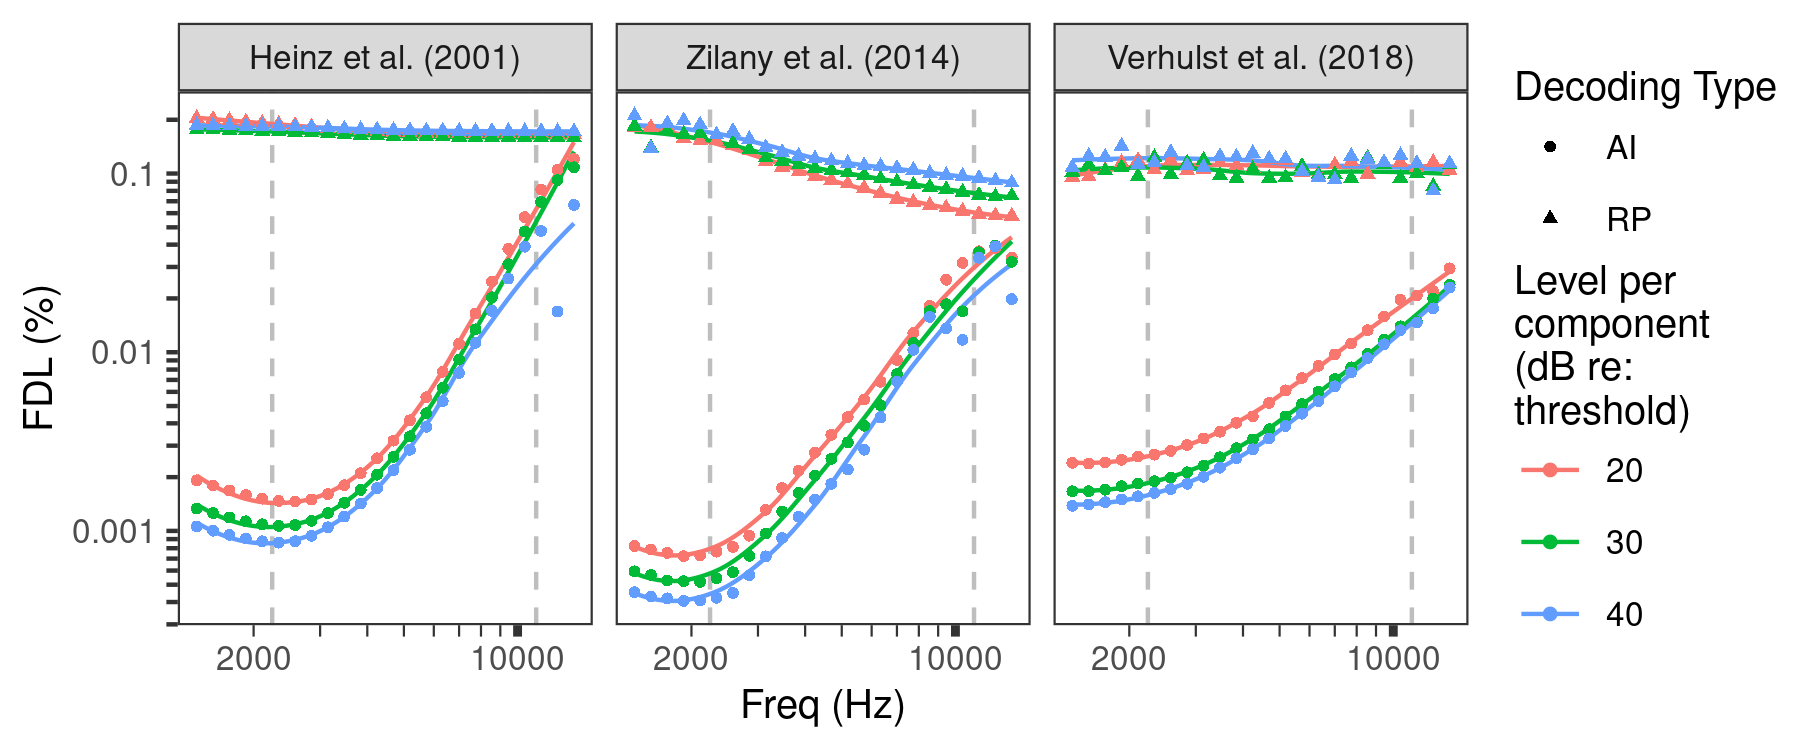 Heinz et al. (2001)
Zilany et al. (2014)
Verhulst et al. (2018)
FDL (%)
0.1
0.01
0.001
2000
10000
2000
10000
2000
10000
Freq (Hz)
Decoding Type
AI
RP
Level per
component
(dB re:
threshold)
20
30
40